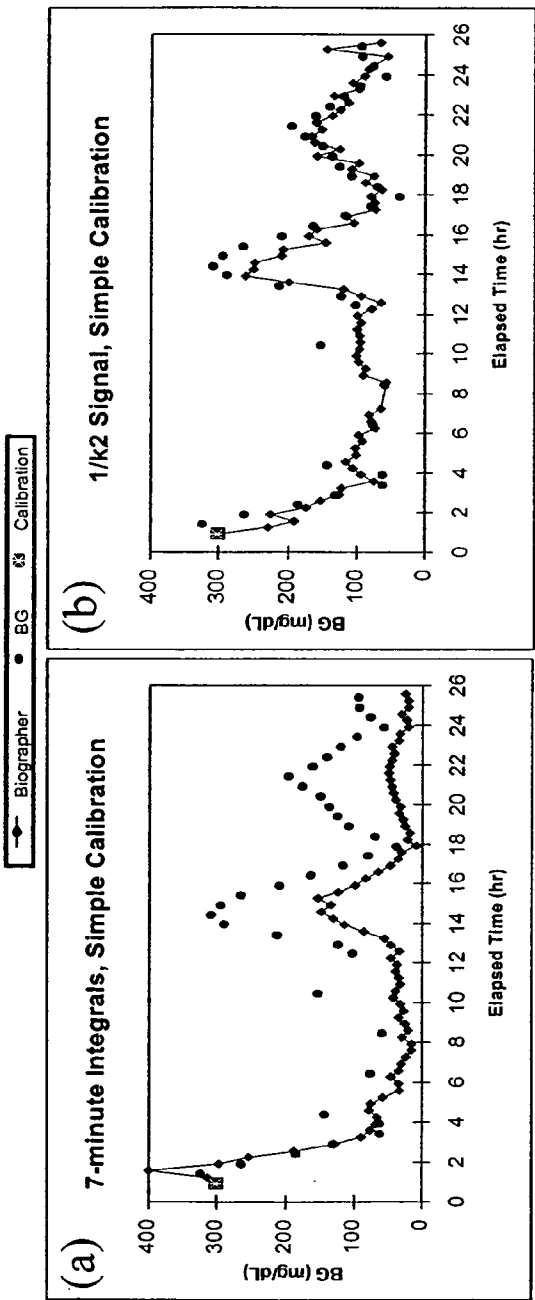 Biographer BG Calibration
(a)
7-minute Integrals, Simple Calibration
BG (mg/dL)
400
300
200
100
0
0 2 4 6 8 10 12 14 16 18 20 22 24 26
Elapsed Time (hr)
(b)
1/k2 Signal, Simple Calibration
BG (mg/dL)
400
300
200
100
0
0 2 4 6 8 10 12 14 16 18 20 22 24 26
Elapsed Time (hr)